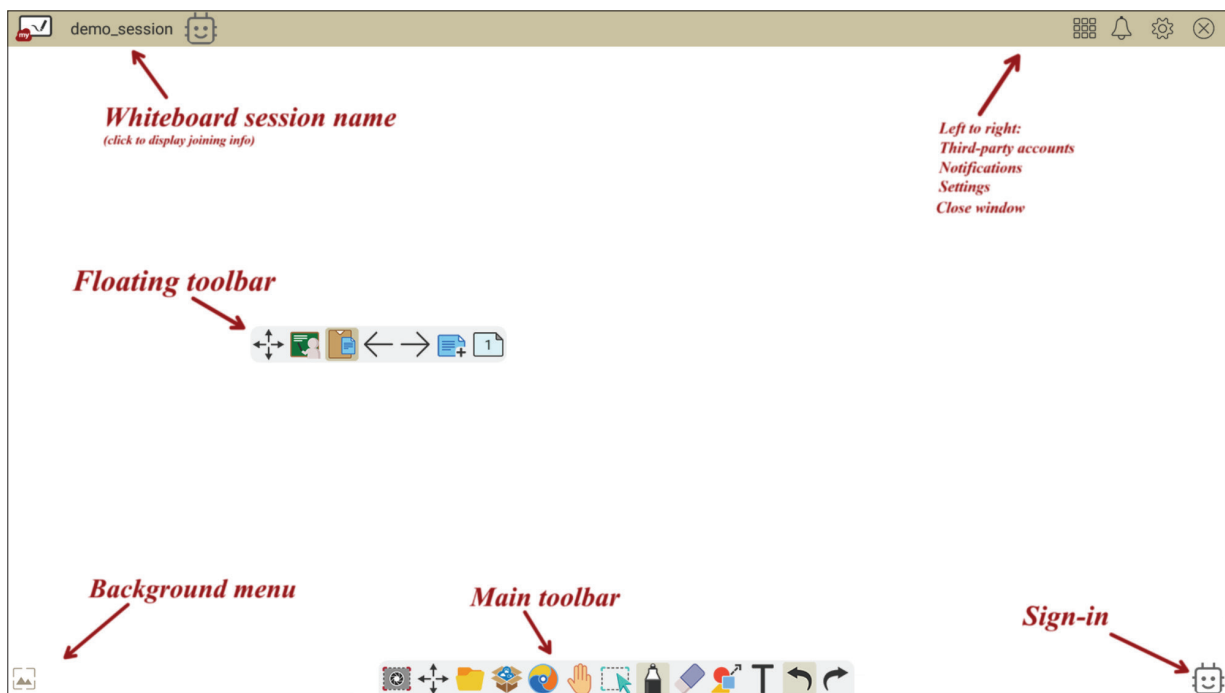 my
demo_session
Whiteboard session name
(click to display joining info)
Left to right:
Third-party accounts
Notifications
Settings
Close window
Floating toolbar
1
Background menu
Main toolbar
T
Sign-in